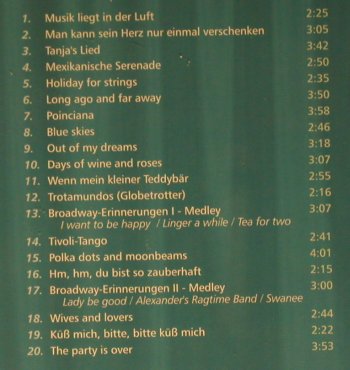 1. Musik liegt in der Luft 2:25
2. Man kann sein Herz nur einmal verschenken 3:05
3. Tanja's Lied 3:42
4. Mexikanische Serenade 2:50
5. Holiday for strings 2:35
6. Long ago and far away 3:50
7. Poinciana 3:58
8. Blue skies 2:46
9. Out of my dreams 3:18
10. Days of wine and roses 3:07
11. Wenn mein kleiner Teddybär 2:55
12. Trotamundos (Globetrotter) 2:16
13. Broadway-Erinnerungen I - Medley 3:07
I want to be happy / Linger a while / Tea for two
14. Tivoli-Tango 2:41
15. Polka dots and moonbeams 4:01
16. Hm, hm, du bist so zauberhaft 2:15
17. Broadway-Erinnerungen II - Medley 3:00
Lady be good / Alexander's Ragtime Band / Swanee
18. Wives and lovers 2:44
19. Küß mich, bitte, bitte küß mich 2:22
20. The party is over 3:53